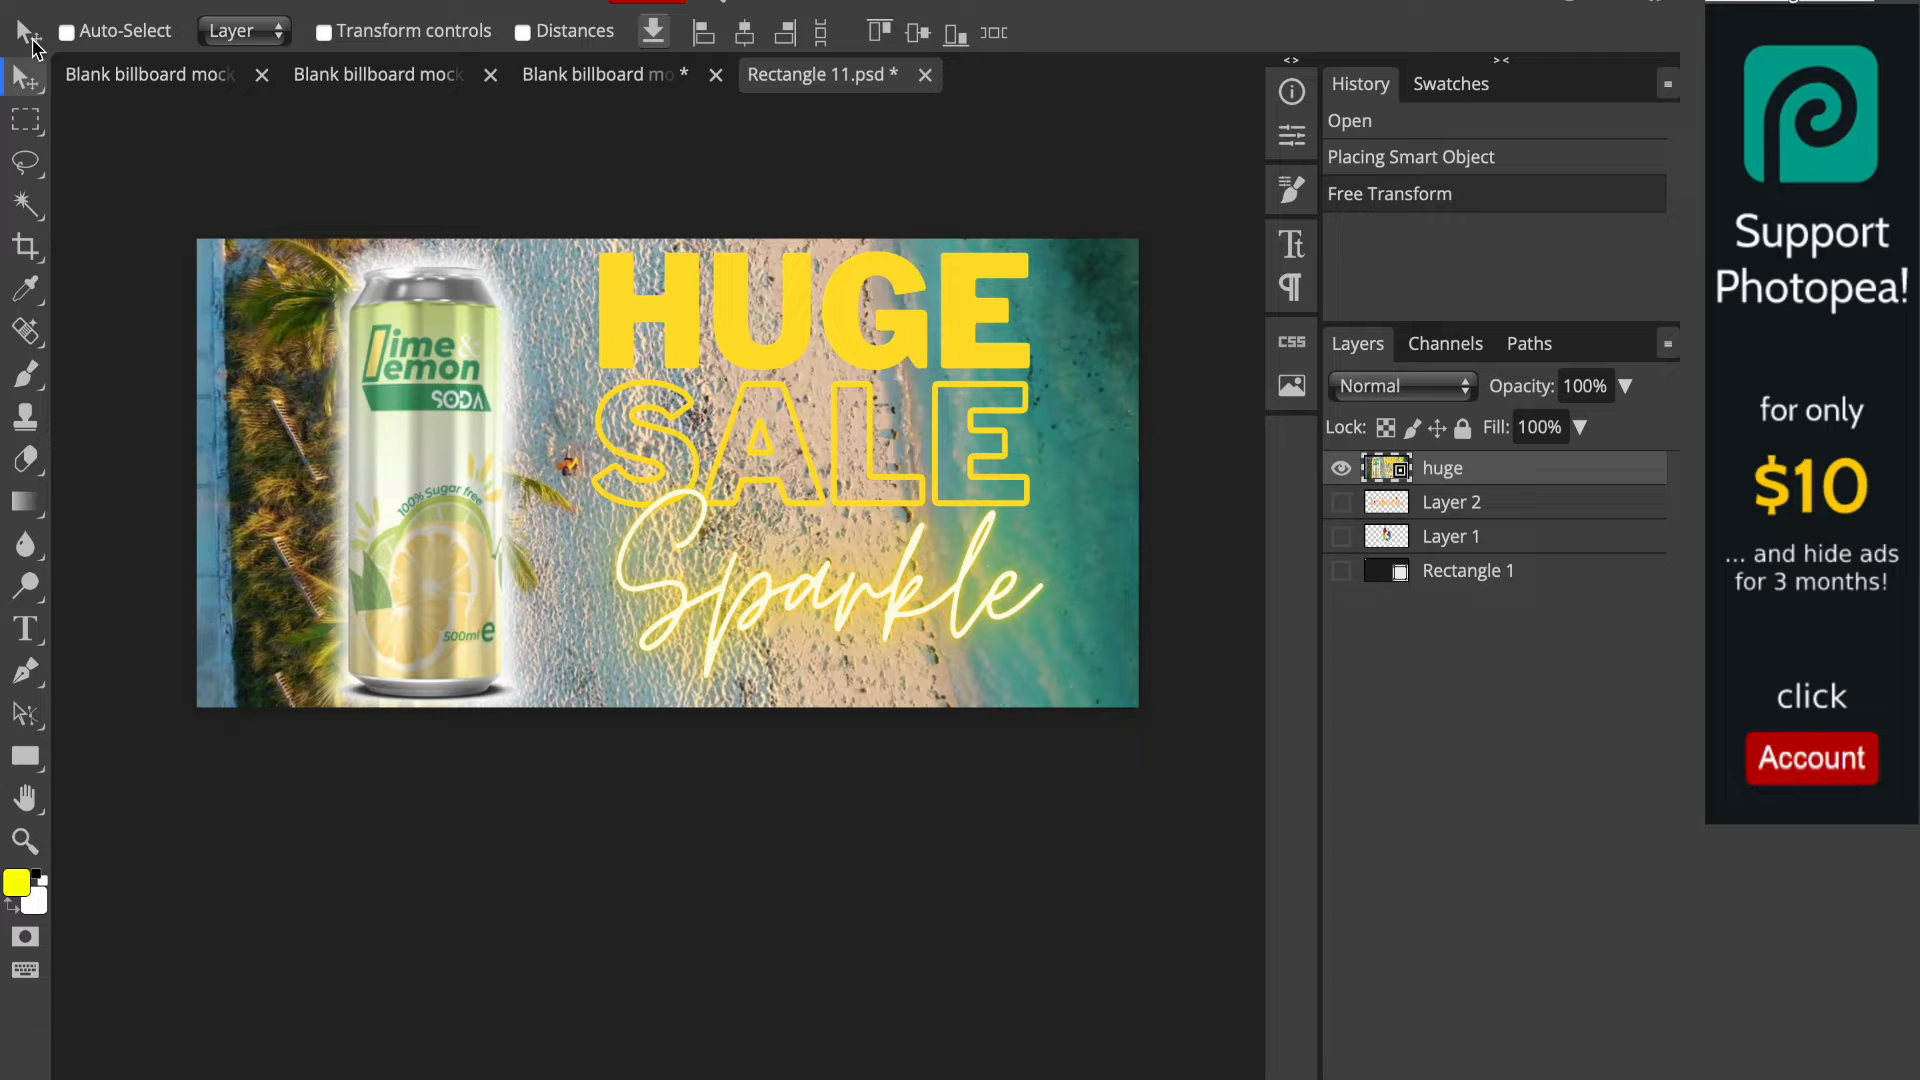 Auto-Select Layer Transform controls Distances
Blank billboard mock Blank billboard mock Blank billboard mo * Rectangle 11.psd *
History Swatches
Open
Placing Smart Object
Free Transform
CSS
Layers Channels Paths
Normal Opacity: 100%
Lock: Fill: 100%
huge
Layer 2
Layer 1
Rectangle 1
Lime &
Lemon
SODA
100% Sugar free
500ml e
HUGE
SALE
Sparkle
Support
Photopea!
for only
$10
... and hide ads
for 3 months!
click
Account